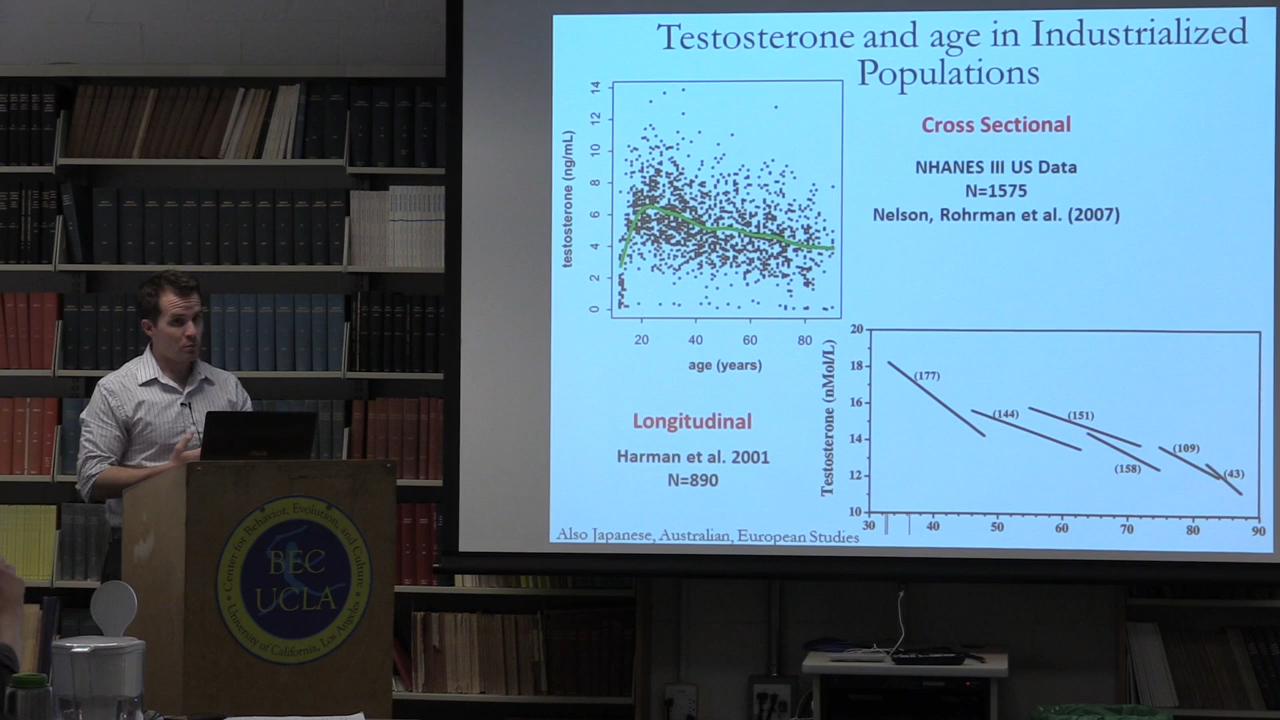 Testosterone and age in Industrialized
Populations
testosterone (ng/mL)
14
12
10
8
6
4
2
0
20 40 60 80
age (years)
Cross Sectional
NHANES III US Data
N=1575
Nelson, Rohrman et al. (2007)
Longitudinal
Harman et al. 2001
N=890
Testosterone (nMol/L)
20
18
16
14
12
10
(177)
(144)
(151)
(158)
(109)
(43)
30 40 50 60 70 80 90
Also Japanese, Australian, European Studies
Center for Behavior, Evolution, and Culture
BEC
UCLA
University of California, Los Angeles